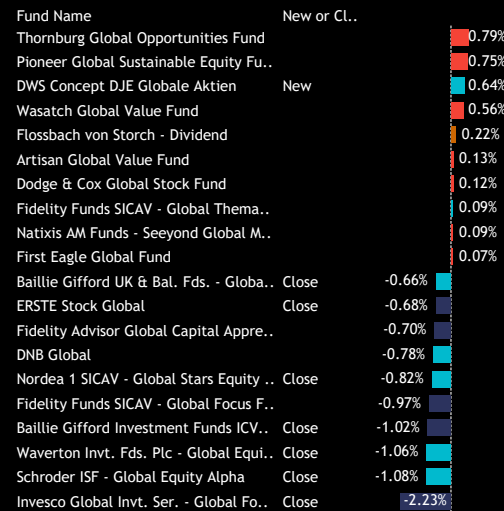 Fund Name New or Cl..
Thornburg Global Opportunities Fund 0.79%
Pioneer Global Sustainable Equity Fu.. 0.75%
DWS Concept DJE Globale Aktien New 0.64%
Wasatch Global Value Fund 0.56%
Flossbach von Storch - Dividend 0.22%
Artisan Global Value Fund 0.13%
Dodge & Cox Global Stock Fund 0.12%
Fidelity Funds SICAV - Global Thema.. 0.09%
Natixis AM Funds - Seeyond Global M.. 0.09%
First Eagle Global Fund 0.07%
Baillie Gifford UK & Bal. Fds. - Globa.. Close -0.66%
ERSTE Stock Global Close -0.68%
Fidelity Advisor Global Capital Appre.. -0.70%
DNB Global -0.78%
Nordea 1 SICAV - Global Stars Equity .. Close -0.82%
Fidelity Funds SICAV - Global Focus F.. -0.97%
Baillie Gifford Investment Funds ICV.. Close -1.02%
Waverton Invt. Fds. Plc - Global Equi.. Close -1.06%
Schroder ISF - Global Equity Alpha Close -1.08%
Invesco Global Invt. Ser. - Global Fo.. Close -2.23%